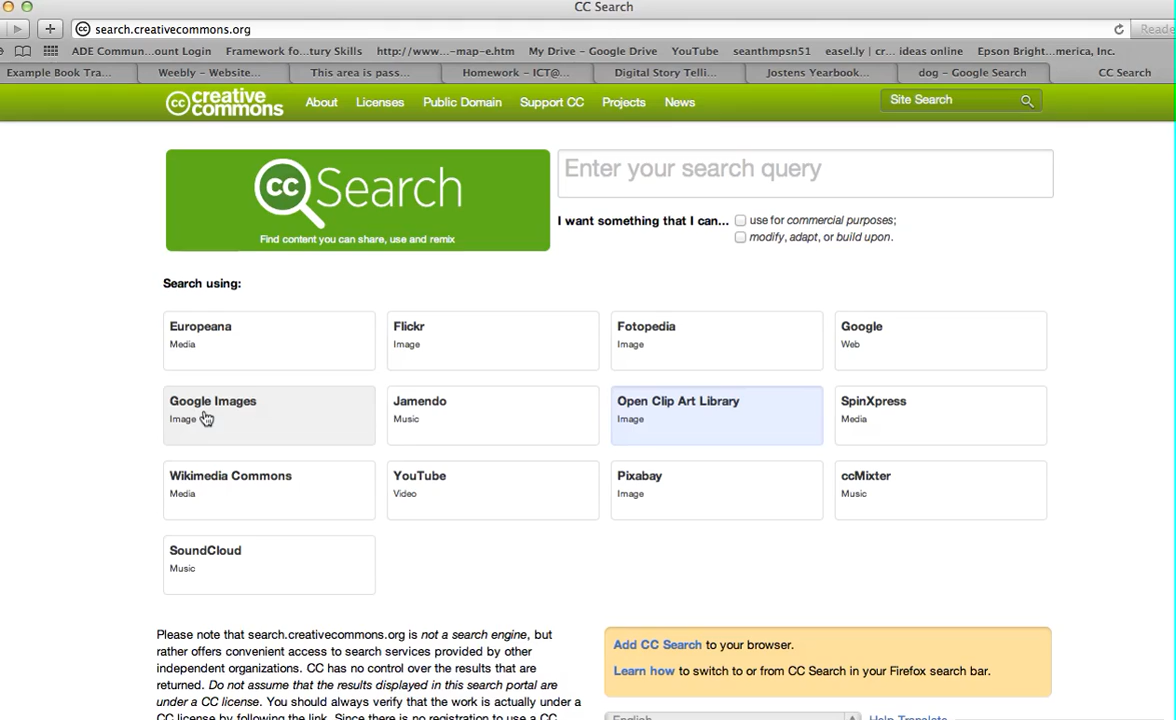 CC Search
search.creativecommons.org
Reade
ADE Commun...ount Login Framework fo...tury Skills http://www...-map-e.htm My Drive – Google Drive YouTube seanthmpsn51 easel.ly | cr... ideas online Epson Bright...merica, Inc.
Example Book Tra... Weebly – Website... This area is pass... Homework – ICT@... Digital Story Telli... Jostens Yearbook... dog – Google Search CC Search
cc creative commons About Licenses Public Domain Support CC Projects News Site Search
cc Search
Find content you can share, use and remix
Enter your search query
I want something that I can... use for commercial purposes;
modify, adapt, or build upon.
Search using:
Europeana Flickr Fotopedia Google
Media Image Image Web
Google Images Jamendo Open Clip Art Library SpinXpress
Image Music Image Media
Wikimedia Commons YouTube Pixabay ccMixter
Media Video Image Music
SoundCloud
Music
Please note that search.creativecommons.org is not a search engine, but
rather offers convenient access to search services provided by other
independent organizations. CC has no control over the results that are
returned. Do not assume that the results displayed in this search portal are
under a CC license. You should always verify that the work is actually under a
CC license by following the link. Since there is no registration to use a CC
Add CC Search to your browser.
Learn how to switch to or from CC Search in your Firefox search bar.
English Help Translate